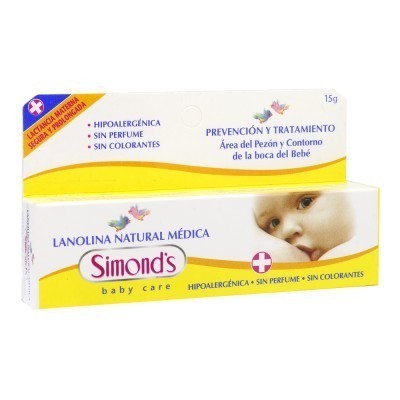 LACTANCIA MATERNA
SEGURA Y PROLONGADA
• HIPOALERGÉNICA
• SIN PERFUME
• SIN COLORANTES
15g
PREVENCIÓN Y TRATAMIENTO
Área del Pezón y Contorno
de la boca del Bebé
LANOLINA NATURAL MÉDICA
Simond's
baby care
HIPOALERGÉNICA • SIN PERFUME • SIN COLORANTES